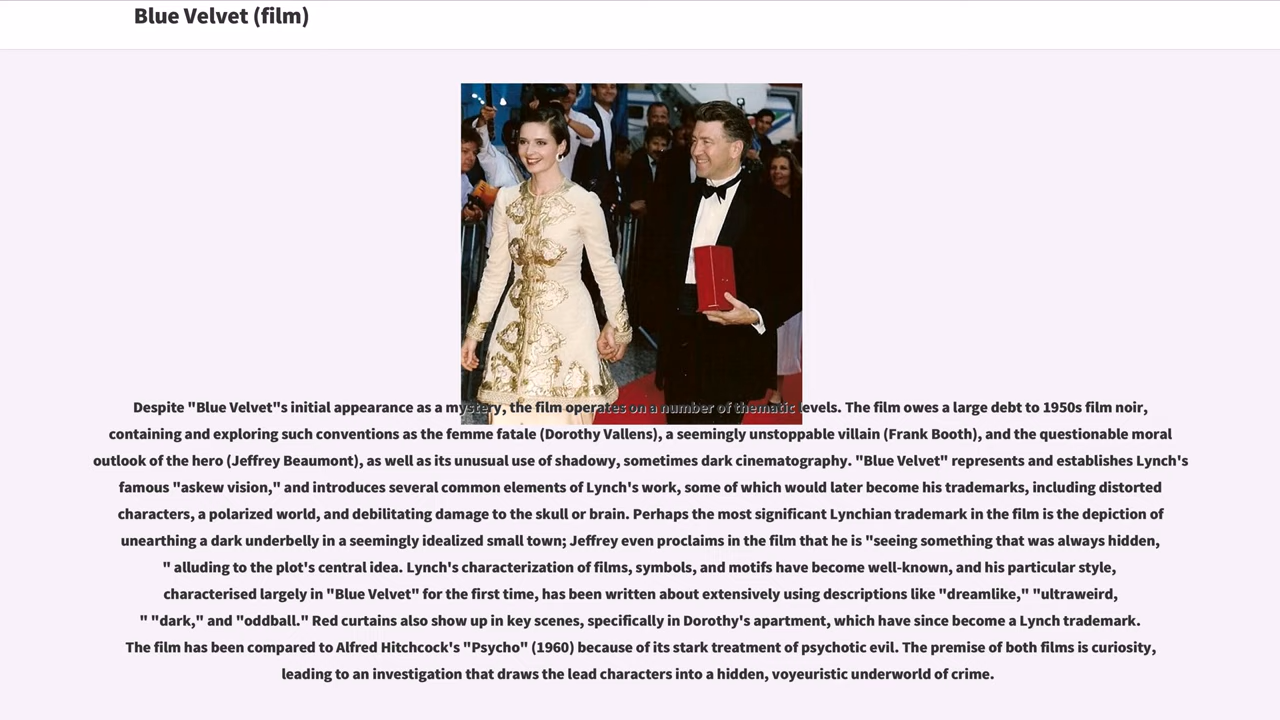 Blue Velvet (film)
Despite "Blue Velvet"s initial appearance as a mystery, the film operates on a number of thematic levels. The film owes a large debt to 1950s film noir,
containing and exploring such conventions as the femme fatale (Dorothy Vallens), a seemingly unstoppable villain (Frank Booth), and the questionable moral
outlook of the hero (Jeffrey Beaumont), as well as its unusual use of shadowy, sometimes dark cinematography. "Blue Velvet" represents and establishes Lynch's
famous "askew vision," and introduces several common elements of Lynch's work, some of which would later become his trademarks, including distorted
characters, a polarized world, and debilitating damage to the skull or brain. Perhaps the most significant Lynchian trademark in the film is the depiction of
unearthing a dark underbelly in a seemingly idealized small town; Jeffrey even proclaims in the film that he is "seeing something that was always hidden,
" alluding to the plot's central idea. Lynch's characterization of films, symbols, and motifs have become well-known, and his particular style,
characterised largely in "Blue Velvet" for the first time, has been written about extensively using descriptions like "dreamlike," "ultraweird,
" "dark," and "oddball." Red curtains also show up in key scenes, specifically in Dorothy's apartment, which have since become a Lynch trademark.
The film has been compared to Alfred Hitchcock's "Psycho" (1960) because of its stark treatment of psychotic evil. The premise of both films is curiosity,
leading to an investigation that draws the lead characters into a hidden, voyeuristic underworld of crime.